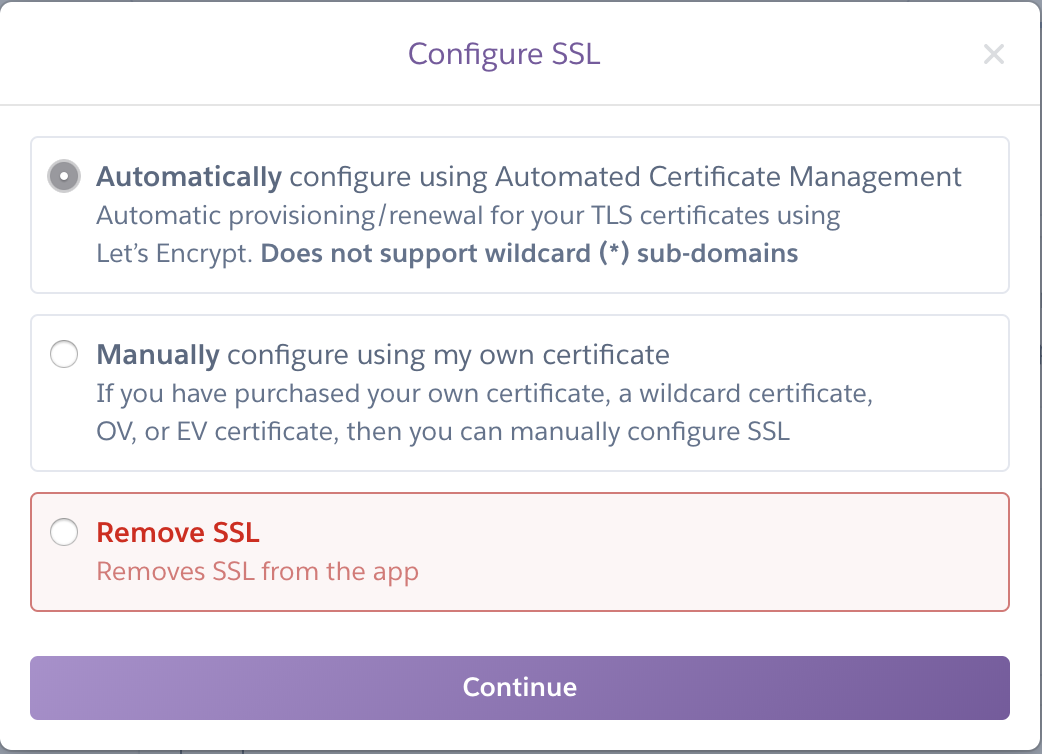 Configure SSL
Automatically configure using Automated Certificate Management
Automatic provisioning/renewal for your TLS certificates using
Let’s Encrypt. Does not support wildcard (*) sub-domains
Manually configure using my own certificate
If you have purchased your own certificate, a wildcard certificate,
OV, or EV certificate, then you can manually configure SSL
Remove SSL
Removes SSL from the app
Continue